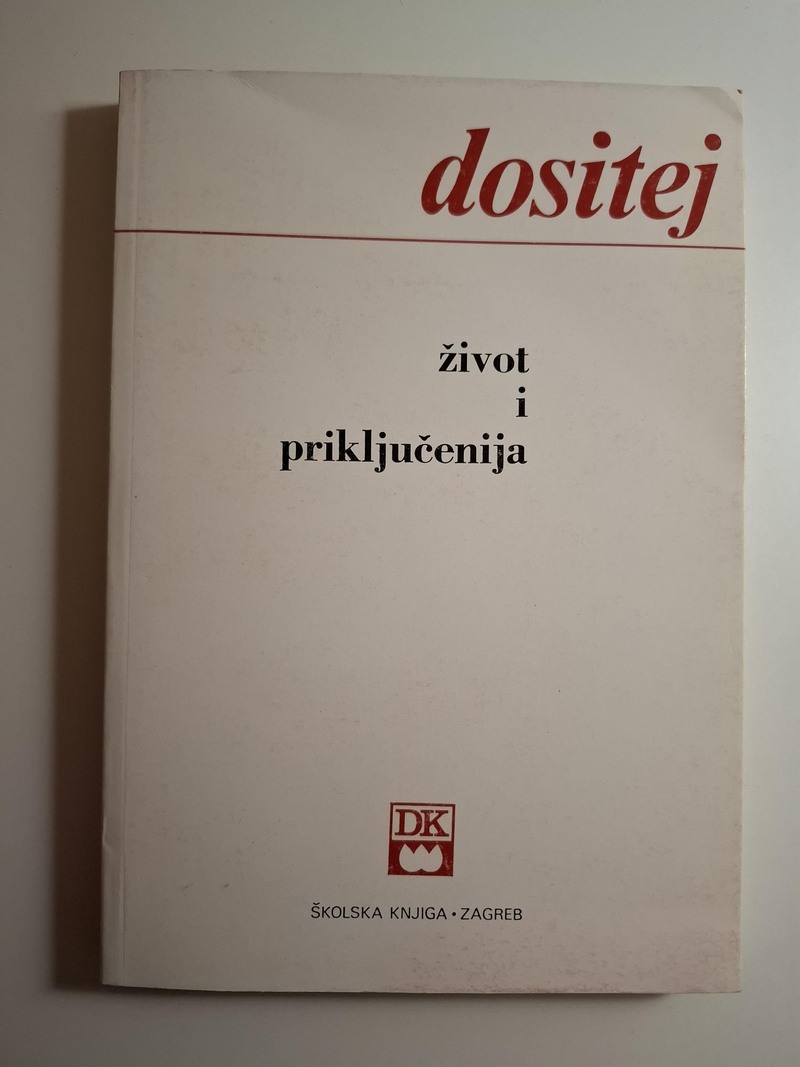 dositej
život
i
priključenija
DK
ŠKOLSKA KNJIGA • ZAGREB